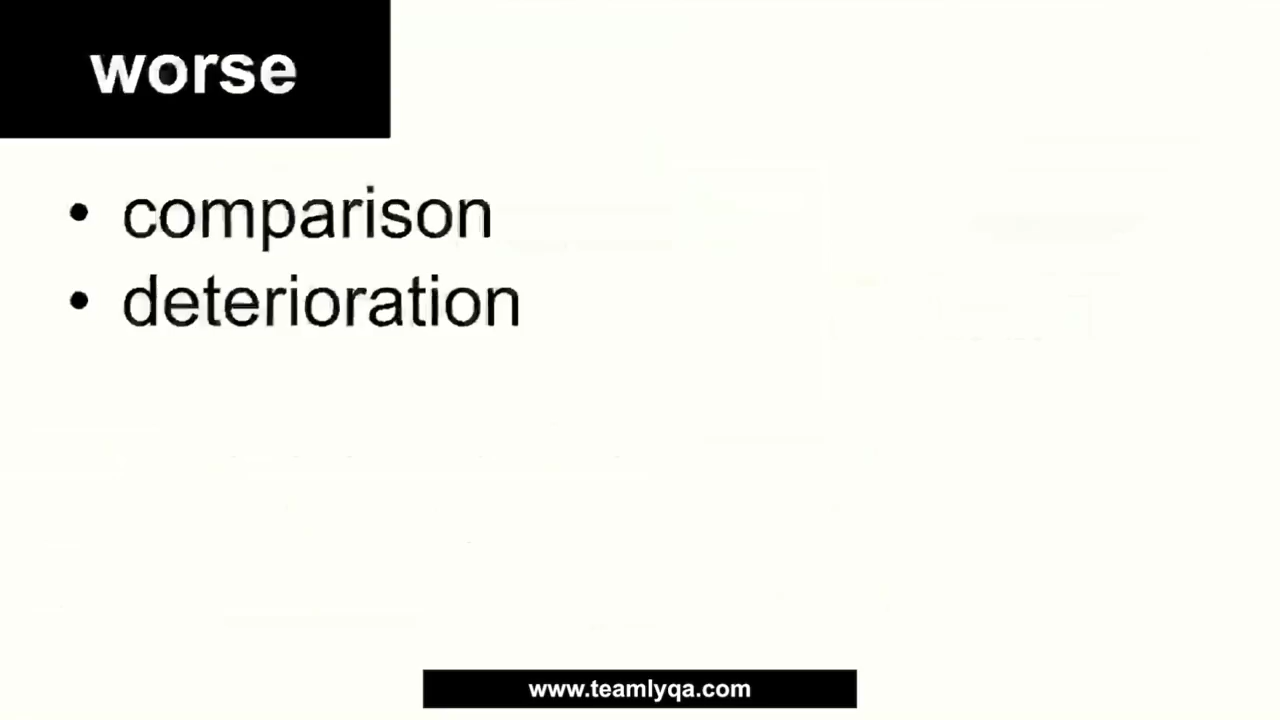 worse
• comparison
• deterioration
www.teamlyqa.com